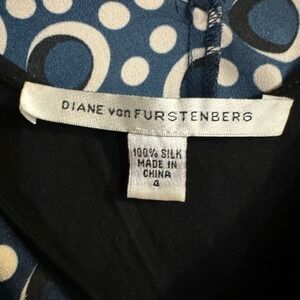 DIANE von FURSTENBERG
100% SILK
MADE IN
CHINA
4